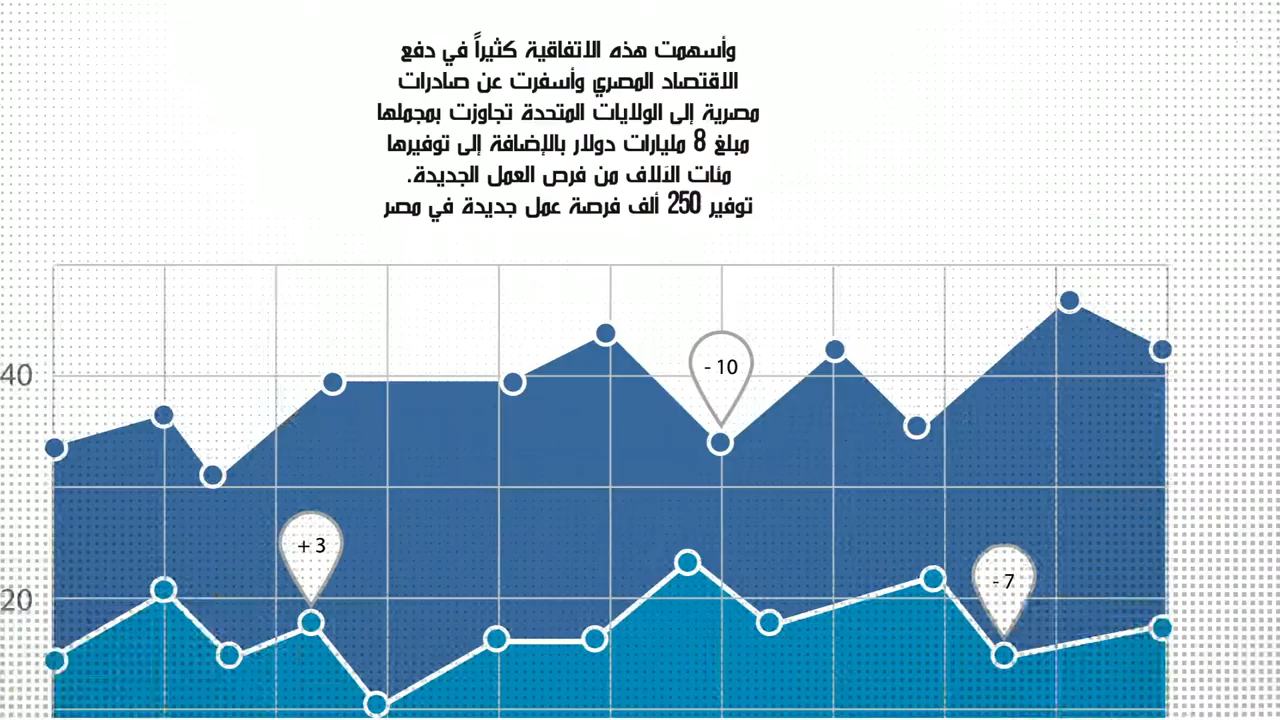 وأسهمت هذه الاتفاقية كثيراً في دفع
الاقتصاد المصري وأسفرت عن صادرات
مصرية إلى الولايات المتحدة تجاوزت بمجملها
مبلغ 8 مليارات دولار بالإضافة إلى توفيرها
مئات الآلاف من فرص العمل الجديدة.
توفير 250 ألف فرصة عمل جديدة في مصر
- 10
40
+ 3
- 7
20